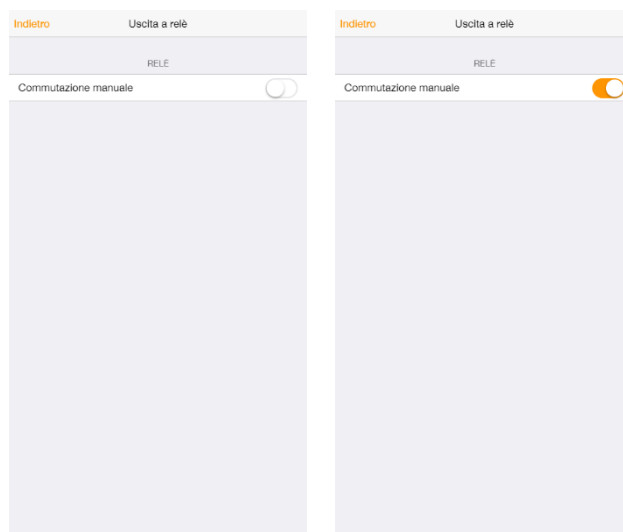 Indietro Uscita a relè
RELÈ
Commutazione manuale
Indietro Uscita a relè
RELÈ
Commutazione manuale